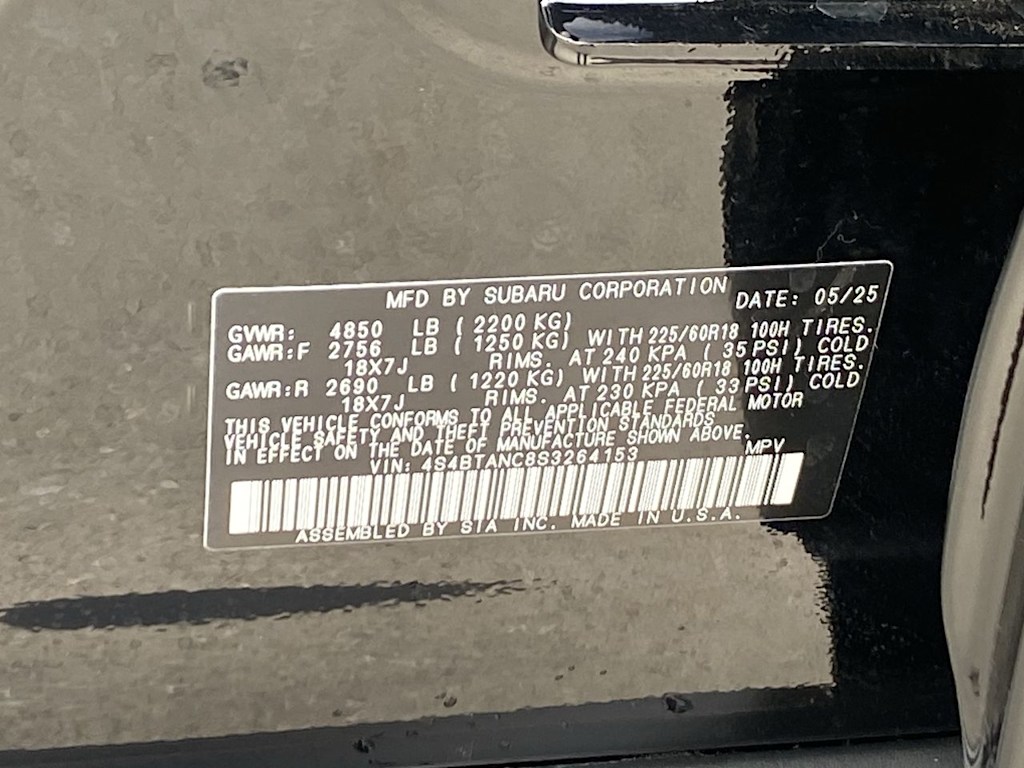 MFD BY SUBARU CORPORATION DATE: 05/25
GVWR: 4850 LB ( 2200 KG)
GAWR:F 2756 LB ( 1250 KG) WITH 225/60R18 100H TIRES.
18X7J RIMS. AT 240 KPA ( 35 PSI) COLD
GAWR:R 2690 LB ( 1220 KG) WITH 225/60R18 100H TIRES.
18X7J RIMS. AT 230 KPA ( 33 PSI) COLD
THIS VEHICLE CONFORMS TO ALL APPLICABLE FEDERAL MOTOR
VEHICLE SAFETY AND THEFT PREVENTION STANDARDS
IN EFFECT ON THE DATE OF MANUFACTURE SHOWN ABOVE.
VIN: 4S4BTANC8S3264153 MPV
ASSEMBLED BY SIA INC. MADE IN U.S.A.